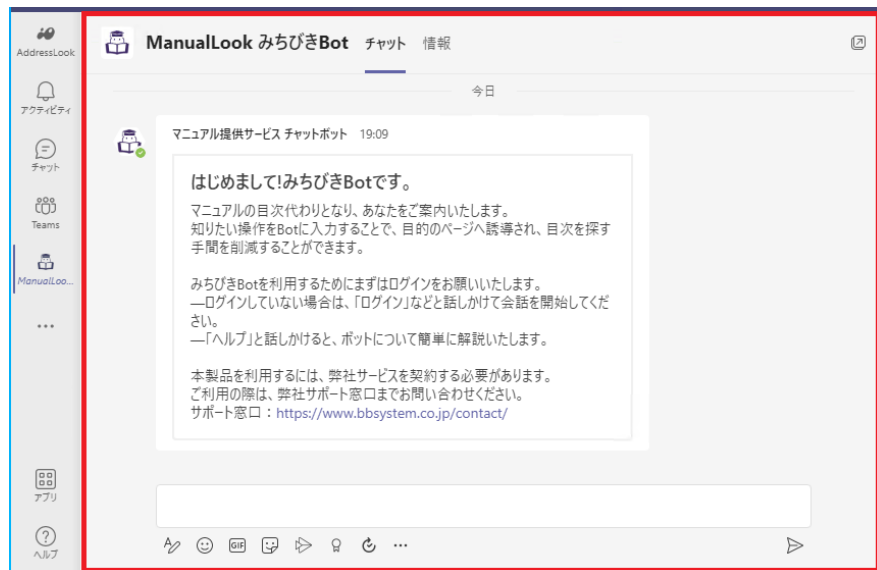 AddressLook
アクティビティ
チャット
Teams
ManualLoo...
アプリ
ヘルプ
ManualLook みちびきBot チャット 情報
今日
マニュアル提供サービス チャットボット 19:09
はじめまして!みちびきBotです。
マニュアルの目次代わりとなり、あなたをご案内いたします。
知りたい操作をBotに入力することで、目的のページへ誘導され、目次を探す
手間を削減することができます。
みちびきBotを利用するためにまずはログインをお願いいたします。
―ログインしていない場合は、「ログイン」などと話しかけて会話を開始してくだ
さい。
―「ヘルプ」と話しかけると、ボットについて簡単に解説いたします。
本製品を利用するには、弊社サービスを契約する必要があります。
ご利用の際は、弊社サポート窓口までお問い合わせください。
サポート窓口：https://www.bbsystem.co.jp/contact/
GIF